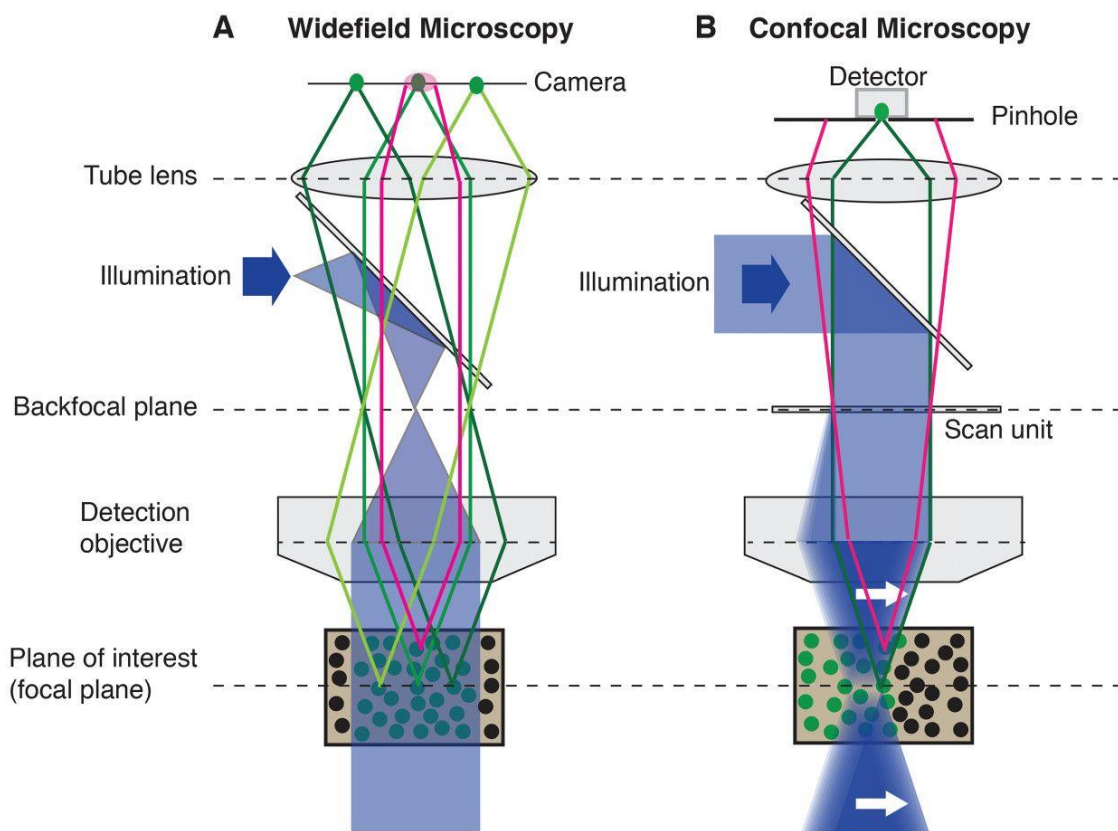 A Widefield Microscopy
Camera
Tube lens
Illumination
Backfocal plane
Detection
objective
Plane of interest
(focal plane)
B Confocal Microscopy
Detector
Pinhole
Illumination
Scan unit